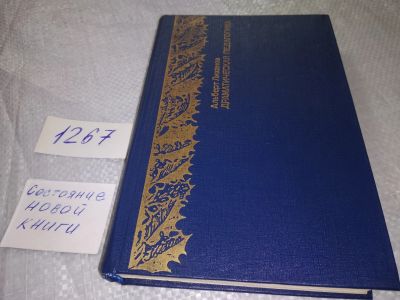 1267
Состояние
новой
книги
Альберт Лиханов
ДРАМАТИЧЕСКАЯ ПЕДАГОГИКА